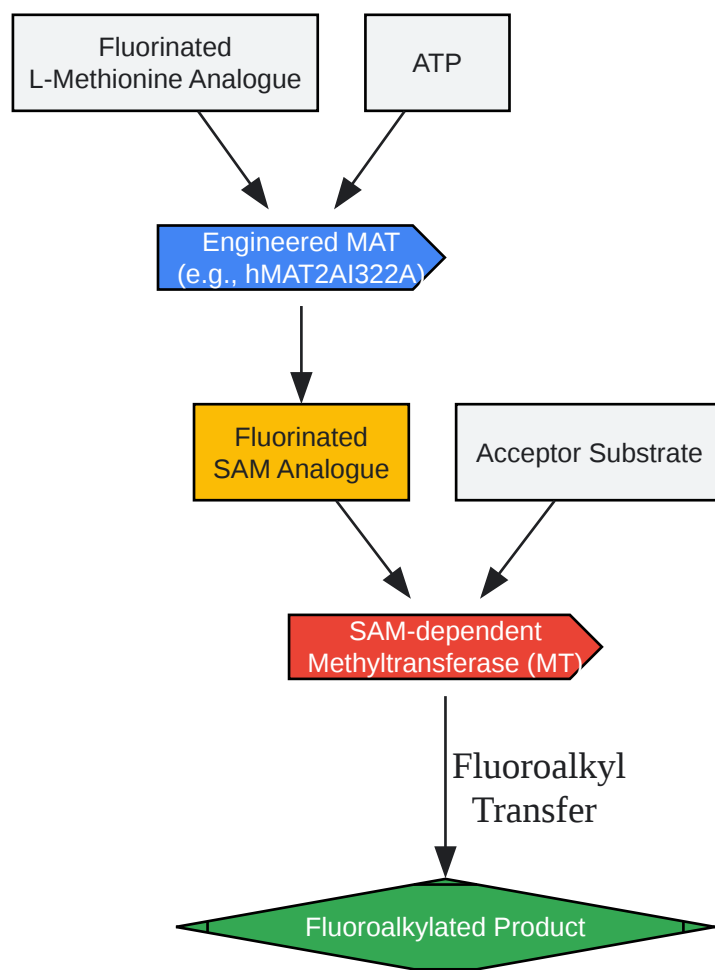 Fluorinated
L-Methionine Analogue
ATP
Engineered MAT
(e.g., hMAT2AI322A)
Fluorinated
SAM Analogue
Acceptor Substrate
SAM-dependent
Methyltransferase (MT)
Fluoroalkyl
Transfer
Fluoroalkylated Product